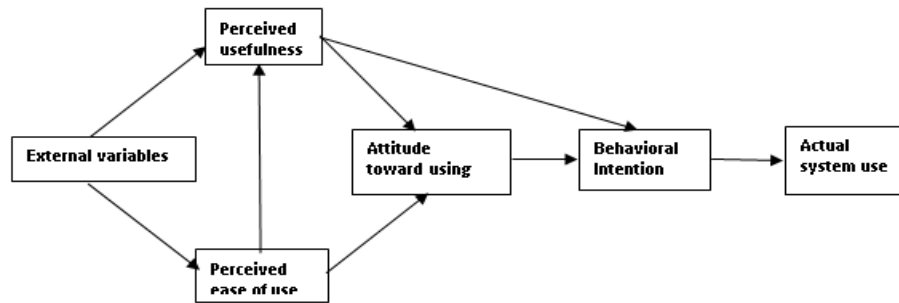 Perceived
usefulness
External variables
Attitude
toward using
Behavioral
Intention
Actual
system use
Perceived
ease of use